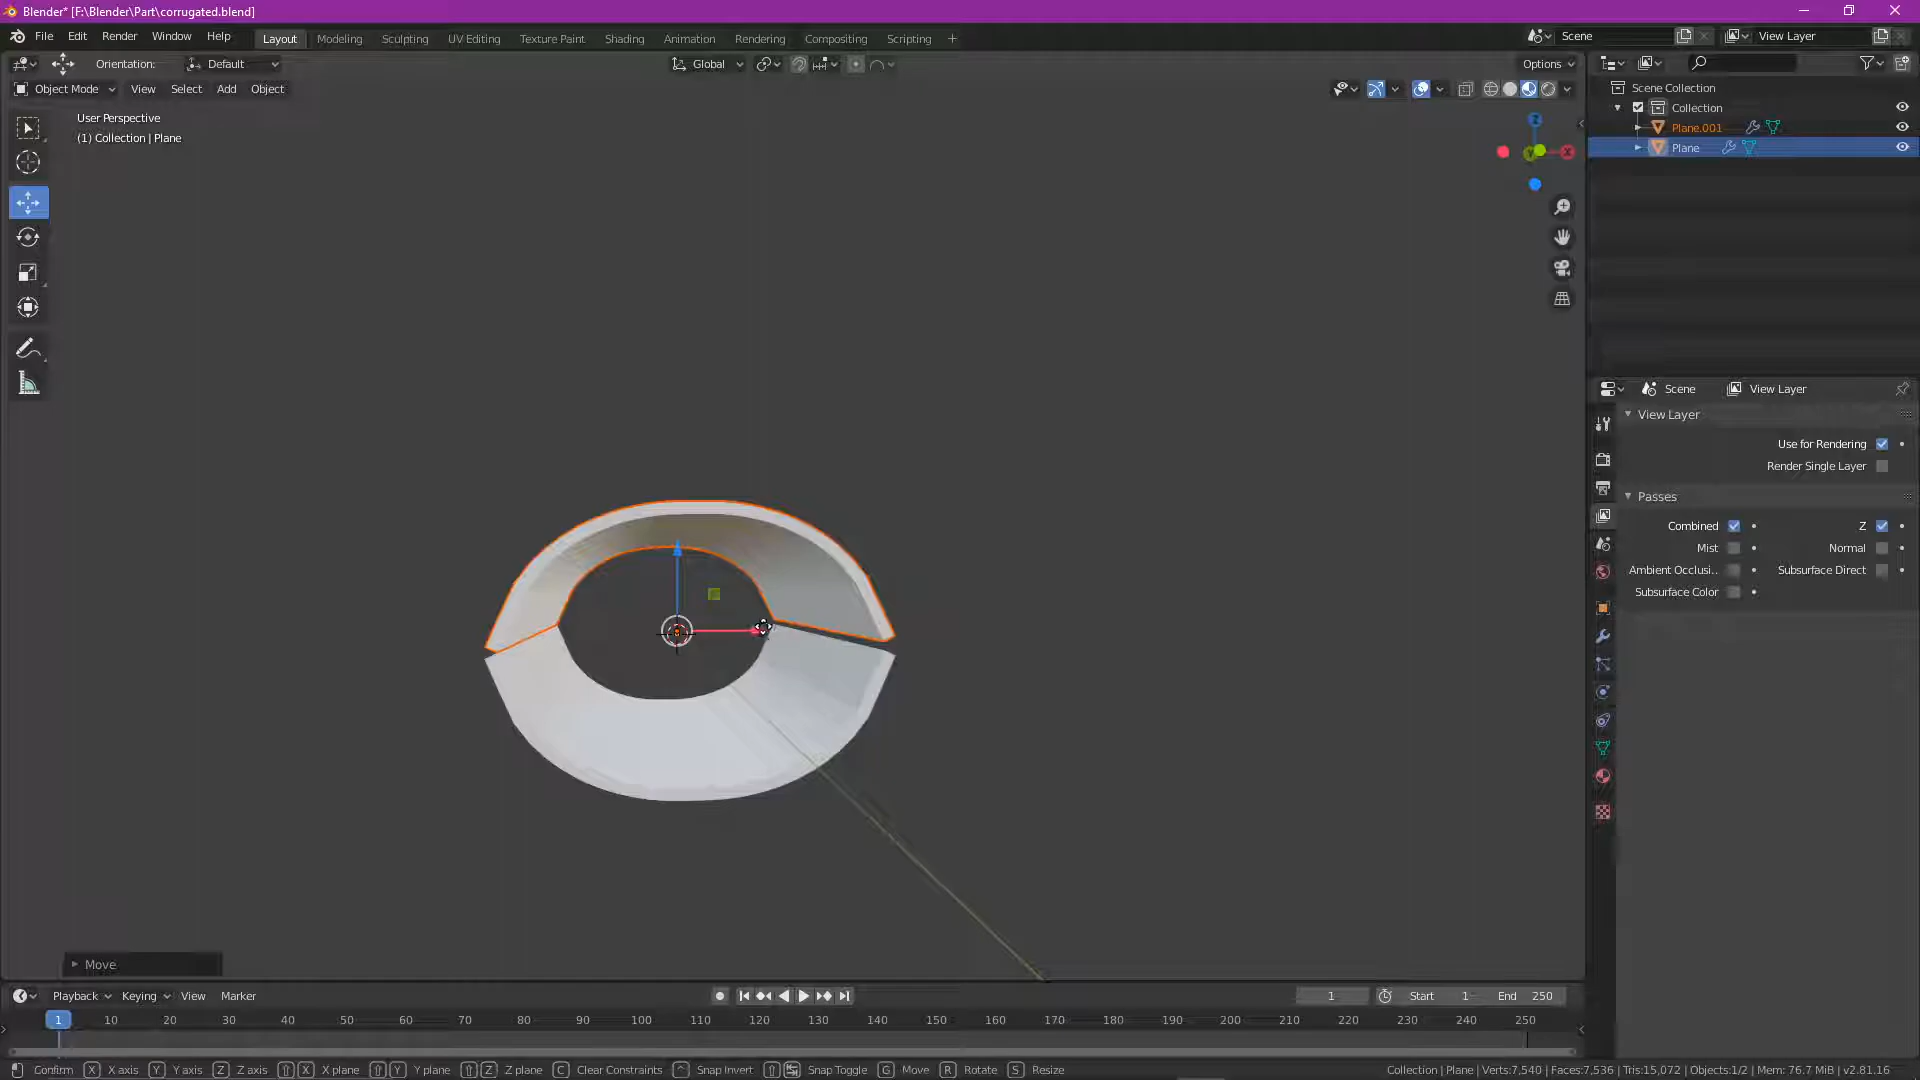 Blender* [F:\Blender\Part\corrugated.blend]
File Edit Render Window Help Layout Modeling Sculpting UV Editing Texture Paint Shading Animation Rendering Compositing Scripting Scene View Layer
Orientation: Default Global Options
Object Mode View Select Add Object
User Perspective
(1) Collection | Plane
Z
X
Y
Scene Collection
Collection
Plane.001
Plane
Scene View Layer
View Layer
Use for Rendering
Render Single Layer
Passes
Combined Z
Mist Normal
Ambient Occlusi.. Subsurface Direct
Subsurface Color
Move
Playback Keying View Marker 1 Start 1 End 250
1 10 20 30 40 50 60 70 80 90 100 110 120 130 140 150 160 170 180 190 200 210 220 230 240 250
Confirm X X axis Y Y axis Z Z axis X X plane Y Y plane Z Z plane C Clear Constraints Snap Invert Snap Toggle G Move R Rotate S Resize Collection | Plane | Verts:7,540 | Faces:7,536 | Tris:15,072 | Objects:1/2 | Mem: 76.7 MiB | v2.81.16